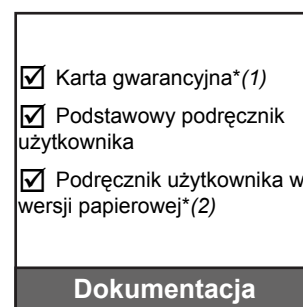 ☑ Karta gwarancyjna*(1)
☑ Podstawowy podręcznik
użytkownika
☑ Podręcznik użytkownika w
wersji papierowej*(2)
Dokumentacja